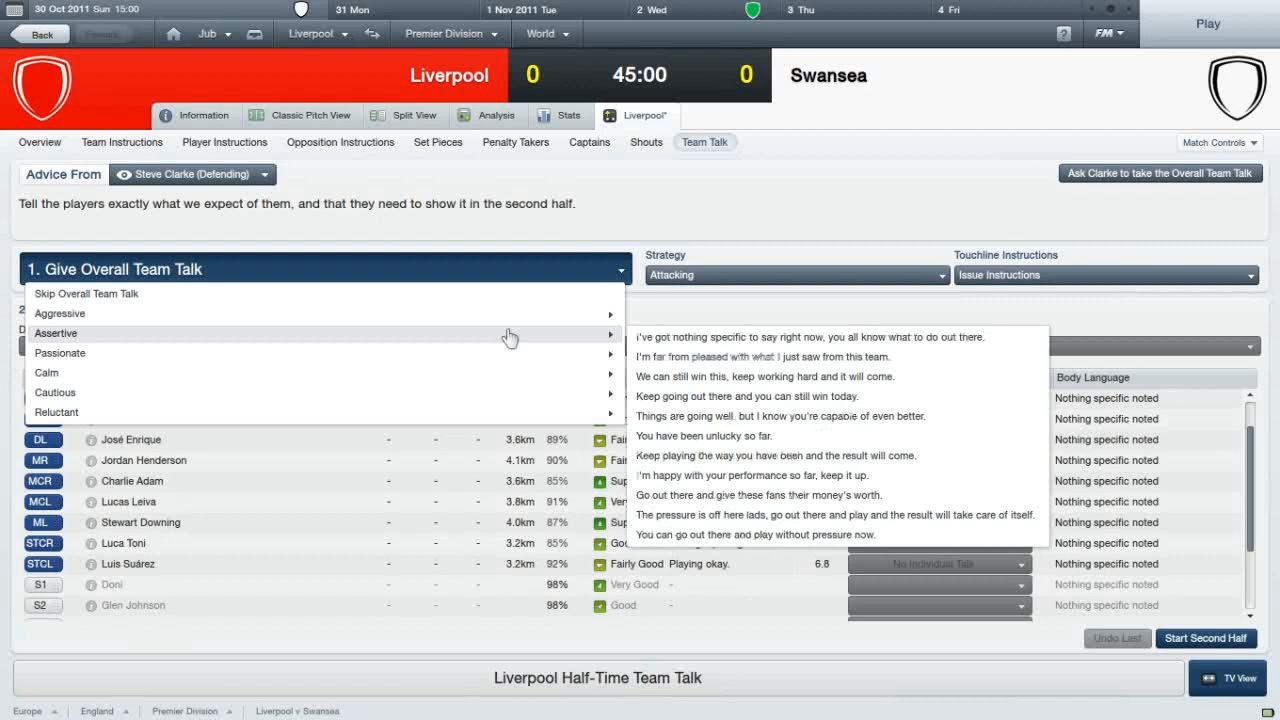 30 Oct 2011 Sun 15:00 31 Mon 1 Nov 2011 Tue 2 Wed 3 Thu 4 Fri
Back Forward Jub Liverpool Premier Division World ? FM Play
Liverpool 0 45:00 0 Swansea
Information Classic Pitch View Split View Analysis Stats Liverpool*
Overview Team Instructions Player Instructions Opposition Instructions Set Pieces Penalty Takers Captains Shouts Team Talk Match Controls
Advice From Steve Clarke (Defending) Ask Clarke to take the Overall Team Talk
Tell the players exactly what we expect of them, and that they need to show it in the second half.
1. Give Overall Team Talk Strategy Touchline Instructions
Attacking Issue Instructions
Skip Overall Team Talk
2
Aggressive
D
Assertive i've got nothing specific to say right now, you all know what to do out there.
Passionate I'm far from pleased with what I just saw from this team.
Calm We can still win this, keep working hard and it will come. Body Language
Cautious Keep going out there and you can still win today. Nothing specific noted
Reluctant Things are going well, but I know you're capable of even better. Nothing specific noted
DL José Enrique - - - 3.6km 89% Fair You have been unlucky so far. Nothing specific noted
MR Jordan Henderson - - - 4.1km 90% Fair Keep playing the way you have been and the result will come. Nothing specific noted
MCR Charlie Adam - - - 3.6km 85% Sup I'm happy with your performance so far, keep it up. Nothing specific noted
MCL Lucas Leiva - - - 3.8km 91% Very Go out there and give these fans their money's worth. Nothing specific noted
ML Stewart Downing - - - 4.0km 87% Sup The pressure is off here lads, go out there and play and the result will take care of itself. Nothing specific noted
STCR Luca Toni - - - 3.2km 85% Goo You can go out there and play without pressure now. Nothing specific noted
STCL Luis Suárez - - - 3.2km 92% Fairly Good Playing okay. 6.8 No Individual Talk Nothing specific noted
S1 Doni - - - 98% Very Good - Nothing specific noted
S2 Glen Johnson - - - 98% Good - Nothing specific noted
Undo Last Start Second Half
Liverpool Half-Time Team Talk TV View
Europe England Premier Division Liverpool v Swansea